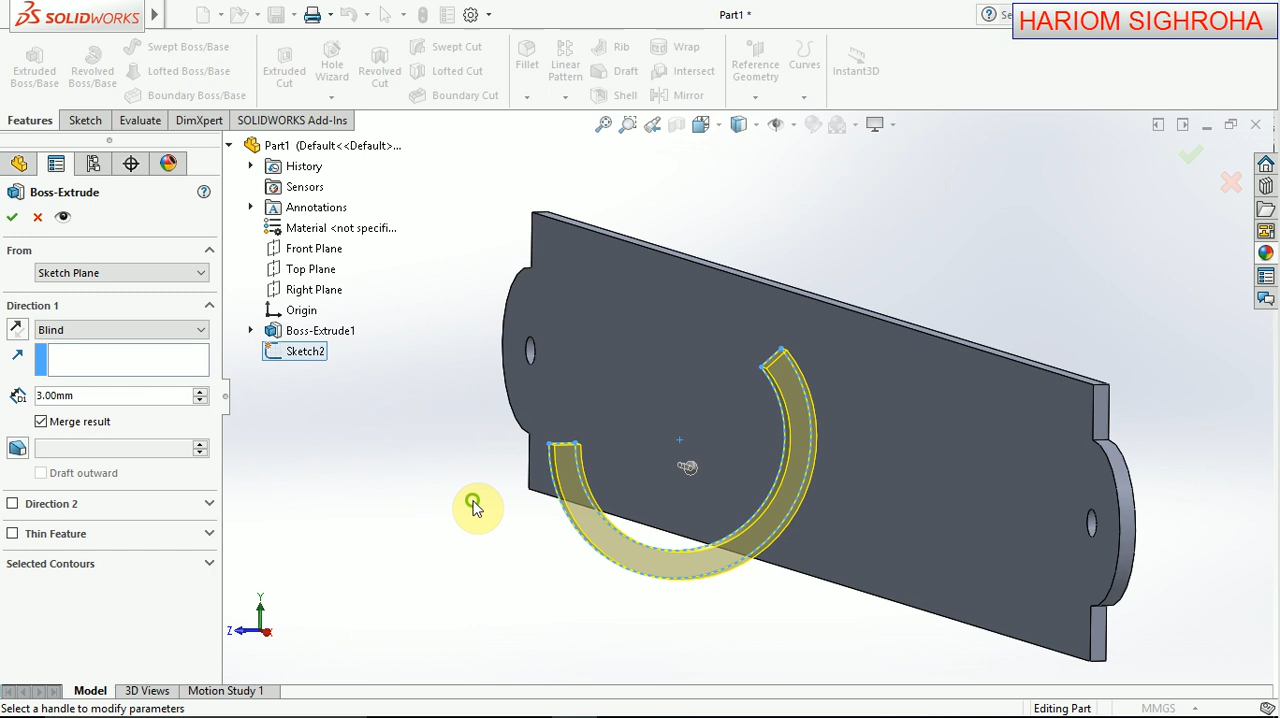 SOLIDWORKS
Part1 *
Se
HARIOM SIGHROHA
Extruded Boss/Base
Revolved Boss/Base
Swept Boss/Base
Lofted Boss/Base
Boundary Boss/Base
Extruded Cut
Hole Wizard
Revolved Cut
Swept Cut
Lofted Cut
Boundary Cut
Fillet
Linear Pattern
Rib
Draft
Shell
Wrap
Intersect
Mirror
Reference Geometry
Curves
Instant3D
Features
Sketch
Evaluate
DimXpert
SOLIDWORKS Add-Ins
Boss-Extrude
From
Sketch Plane
Direction 1
Blind
D1
3.00mm
Merge result
Draft outward
Direction 2
Thin Feature
Selected Contours
Part1 (Default<<Default>...
History
Sensors
A
Annotations
Material <not specifi...
Front Plane
Top Plane
Right Plane
Origin
Boss-Extrude1
Sketch2
Y
Z
Model
3D Views
Motion Study 1
Select a handle to modify parameters
Editing Part
MMGS